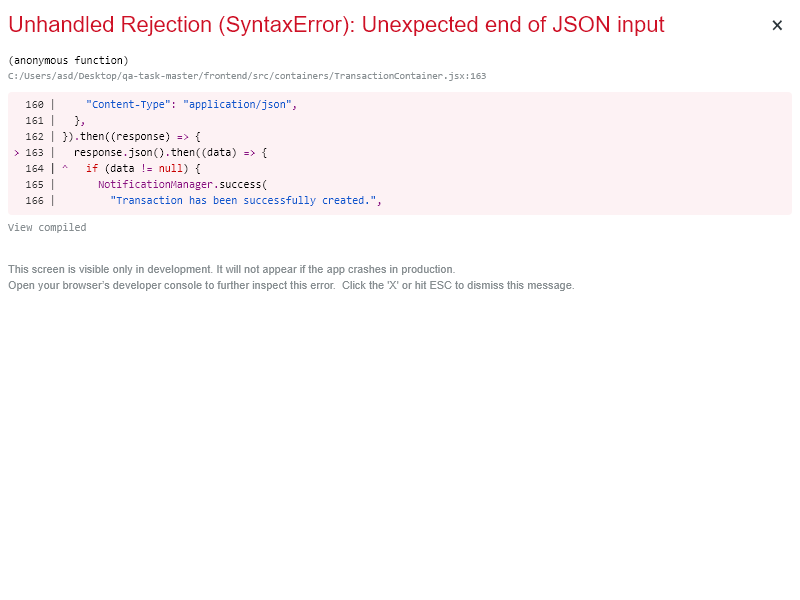 Unhandled Rejection (SyntaxError): Unexpected end of JSON input ×
(anonymous function)
C:/Users/asd/Desktop/qa-task-master/frontend/src/containers/TransactionContainer.jsx:163
160 | "Content-Type": "application/json",
161 | },
162 | }).then((response) => {
> 163 | response.json().then((data) => {
164 | ^ if (data != null) {
165 | NotificationManager.success(
166 | "Transaction has been successfully created.",
View compiled
This screen is visible only in development. It will not appear if the app crashes in production.
Open your browser's developer console to further inspect this error. Click the 'X' or hit ESC to dismiss this message.